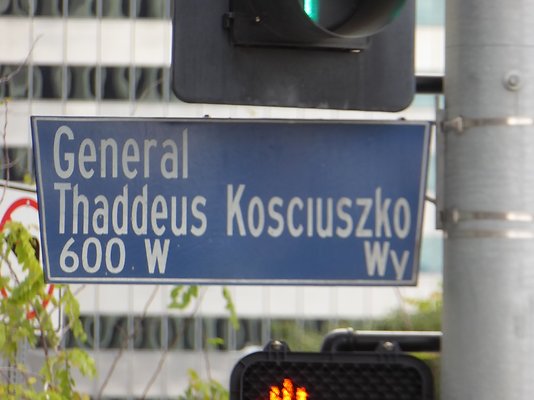 General
Thaddeus Kosciuszko
600 W Wy